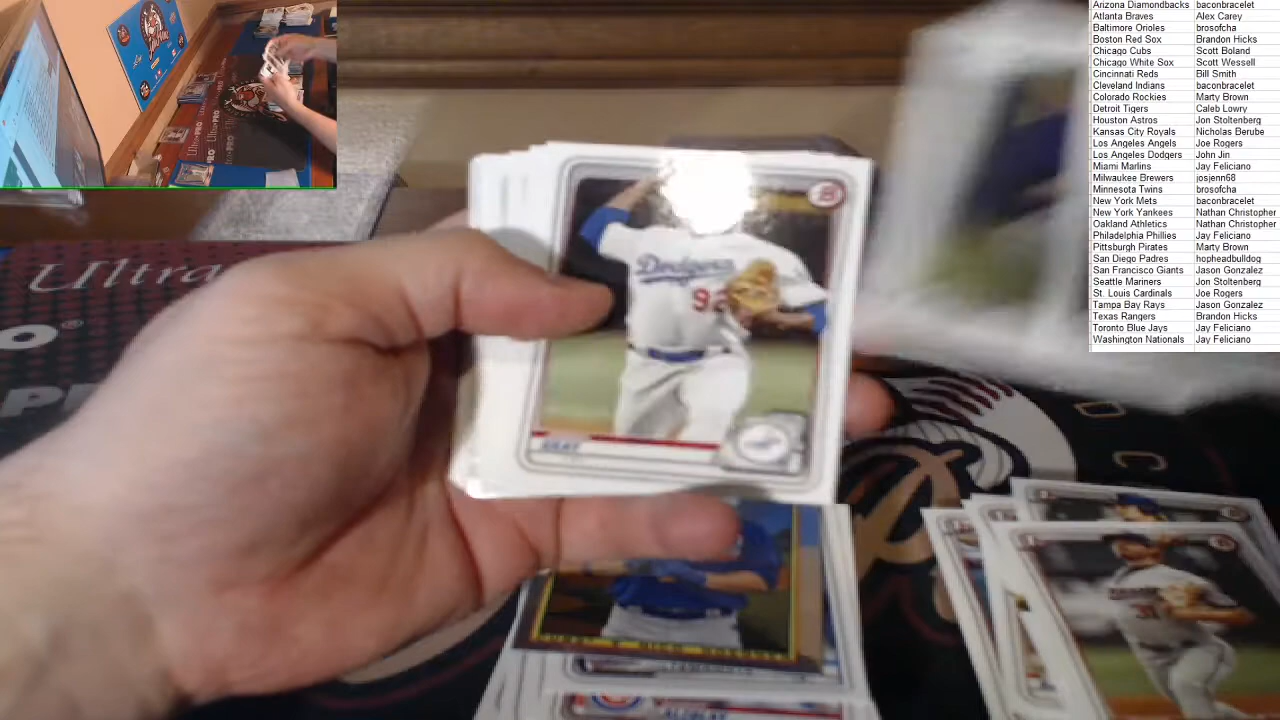 Arizona Diamondbacks baconbracelet
Atlanta Braves Alex Carey
Baltimore Orioles brosofcha
Boston Red Sox Brandon Hicks
Chicago Cubs Scott Boland
Chicago White Sox Scott Wessell
Cincinnati Reds Bill Smith
Cleveland Indians baconbracelet
Colorado Rockies Marty Brown
Detroit Tigers Caleb Lowry
Houston Astros Jon Stoltenberg
Kansas City Royals Nicholas Berube
Los Angeles Angels Joe Rogers
Los Angeles Dodgers John Jin
Miami Marlins Jay Feliciano
Milwaukee Brewers josjenn68
Minnesota Twins brosofcha
New York Mets baconbracelet
New York Yankees Nathan Christopher
Oakland Athletics Nathan Christopher
Philadelphia Phillies Jay Feliciano
Pittsburgh Pirates Marty Brown
San Diego Padres hopheadbulldog
San Francisco Giants Jason Gonzalez
Seattle Mariners Jon Stoltenberg
St. Louis Cardinals Joe Rogers
Tampa Bay Rays Jason Gonzalez
Texas Rangers Brandon Hicks
Toronto Blue Jays Jay Feliciano
Washington Nationals Jay Feliciano
Ultra
Dodgers
92
GRAY